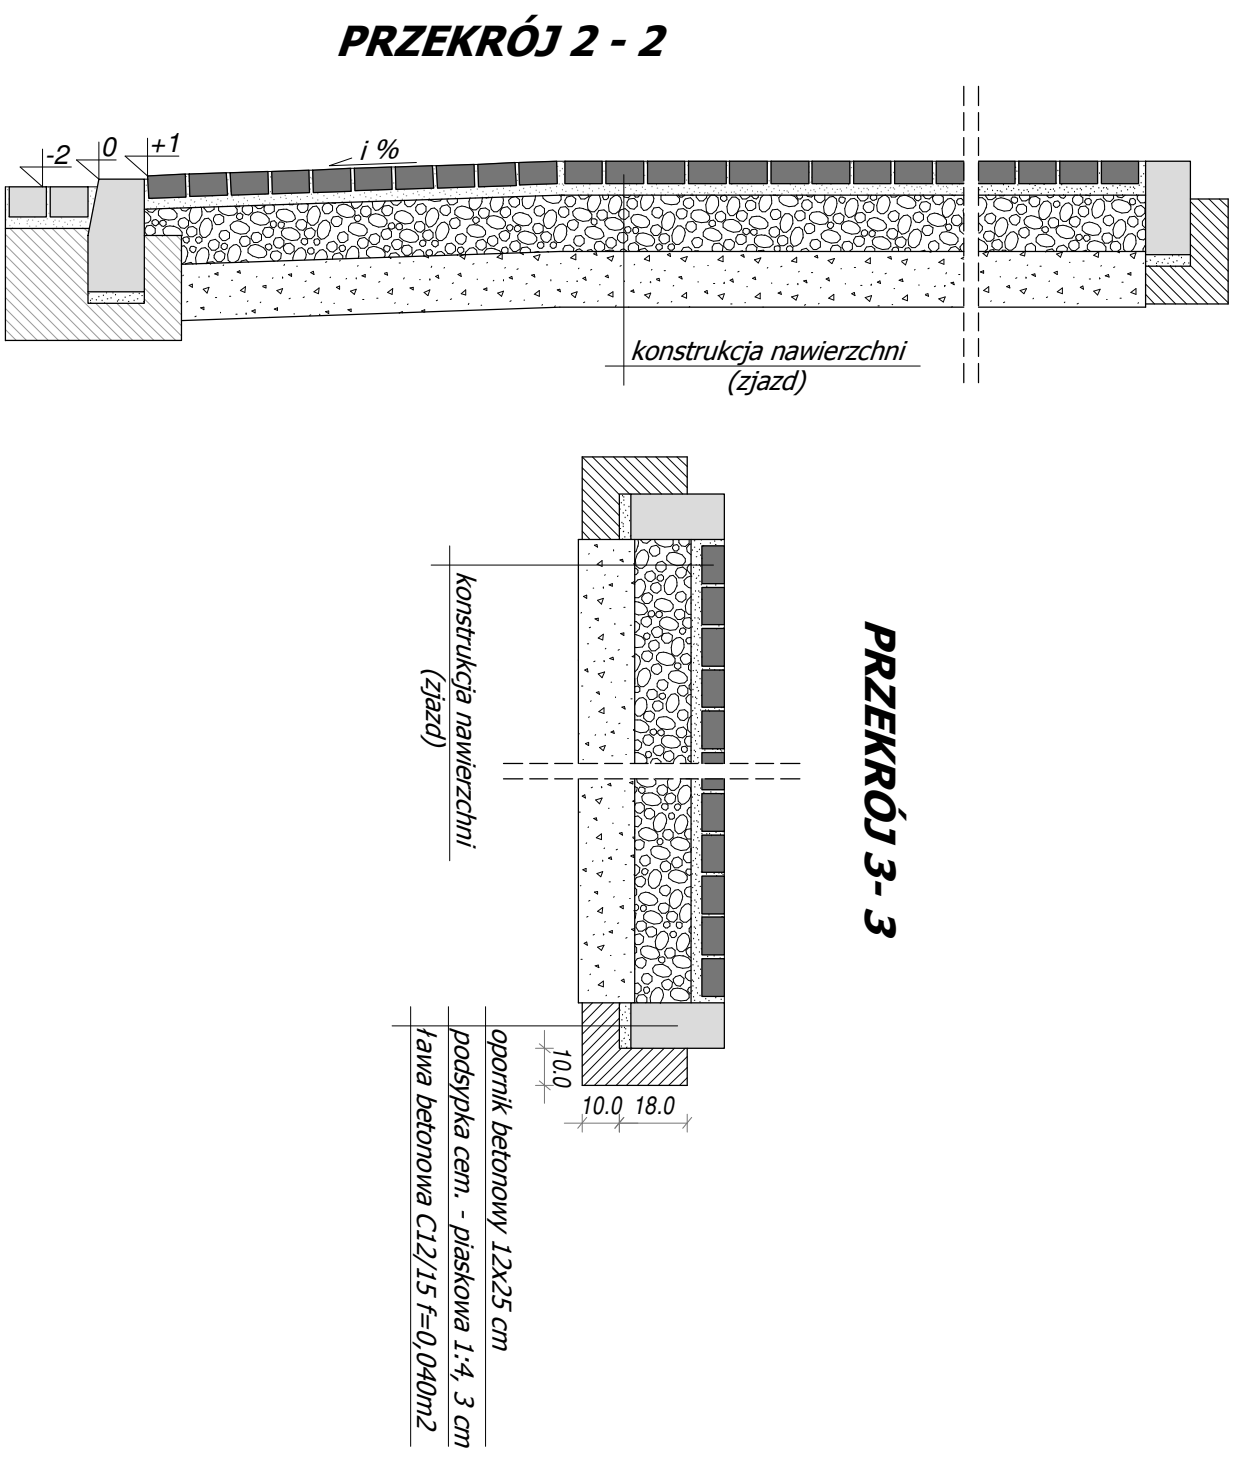 PRZEKRÓJ 2 - 2
-2
0
+1
i %
konstrukcja nawierzchni
(zjazd)
konstrukcja nawierzchni
(zjazd)
PRZEKRÓJ 3- 3
10.0
10.0
18.0
opornik betonowy 12x25 cm
podsypka cem. - piaskowa 1:4, 3 cm
ława betonowa C12/15 f=0,040m2